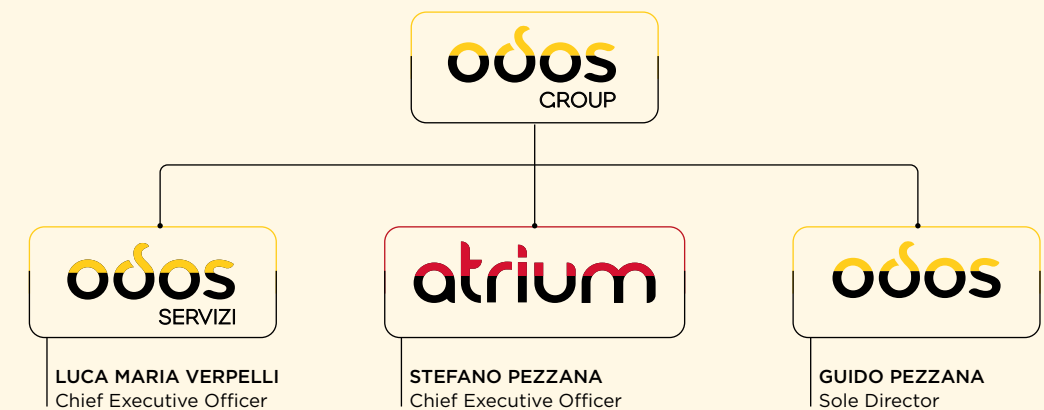 odos
GROUP
odos
SERVIZI
atrium
odos
LUCA MARIA VERPELLI
Chief Executive Officer
STEFANO PEZZANA
Chief Executive Officer
GUIDO PEZZANA
Sole Director